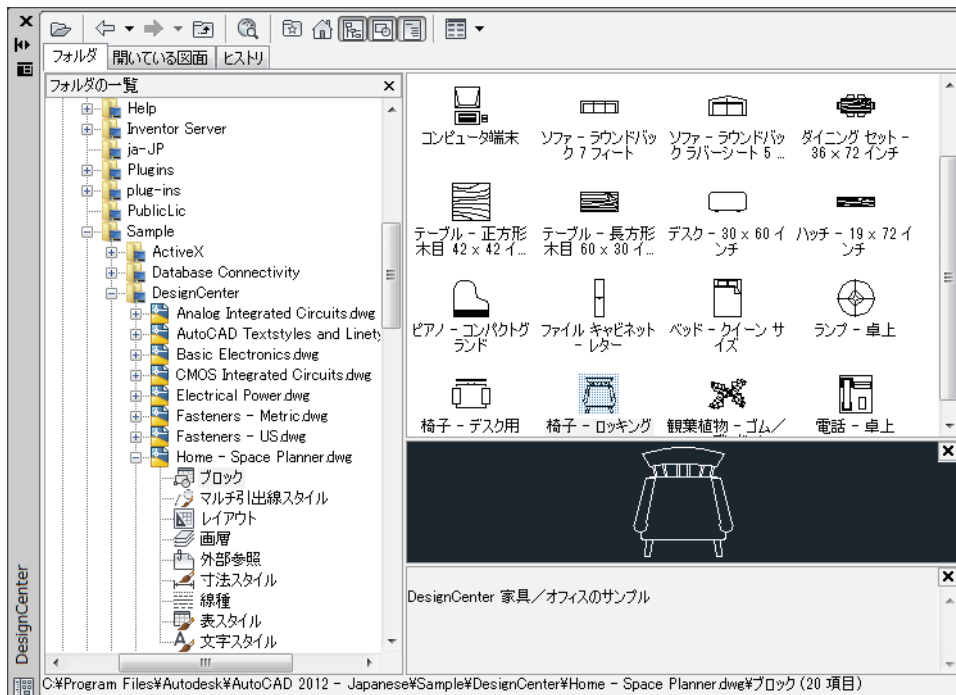 フォルダ 開いている図面 ヒストリ
フォルダの一覧
Help
Inventor Server
ja-JP
Plugins
plug-ins
PublicLic
Sample
ActiveX
Database Connectivity
DesignCenter
Analog Integrated Circuits.dwg
AutoCAD Textstyles and Linety
Basic Electronics.dwg
CMOS Integrated Circuits.dwg
Electrical Power.dwg
Fasteners - Metric.dwg
Fasteners - US.dwg
Home - Space Planner.dwg
ブロック
マルチ引出線スタイル
レイアウト
画層
外部参照
寸法スタイル
線種
表スタイル
文字スタイル
コンピュータ端末
ソファ - ラウンドバッ
ク 7 フィート
ソファ - ラウンドバッ
ク ラバーシート 5 ...
ダイニング セット -
36 x 72 インチ
テーブル - 正方形
木目 42 x 42 イ...
テーブル - 長方形
木目 60 x 30 イ...
デスク - 30 x 60 イ
ンチ
ハッチ - 19 x 72 イ
ンチ
ピアノ - コンパクトグ
ランド
ファイル キャビネット
- レター
ベッド - クイーン サ
イズ
ランプ - 卓上
椅子 - デスク用
椅子 - ロッキング
観葉植物 - ゴム／
電話 - 卓上
DesignCenter 家具／オフィスのサンプル
DesignCenter
C:¥Program Files¥Autodesk¥AutoCAD 2012 - Japanese¥Sample¥DesignCenter¥Home - Space Planner.dwg¥ブロック (20 項目)